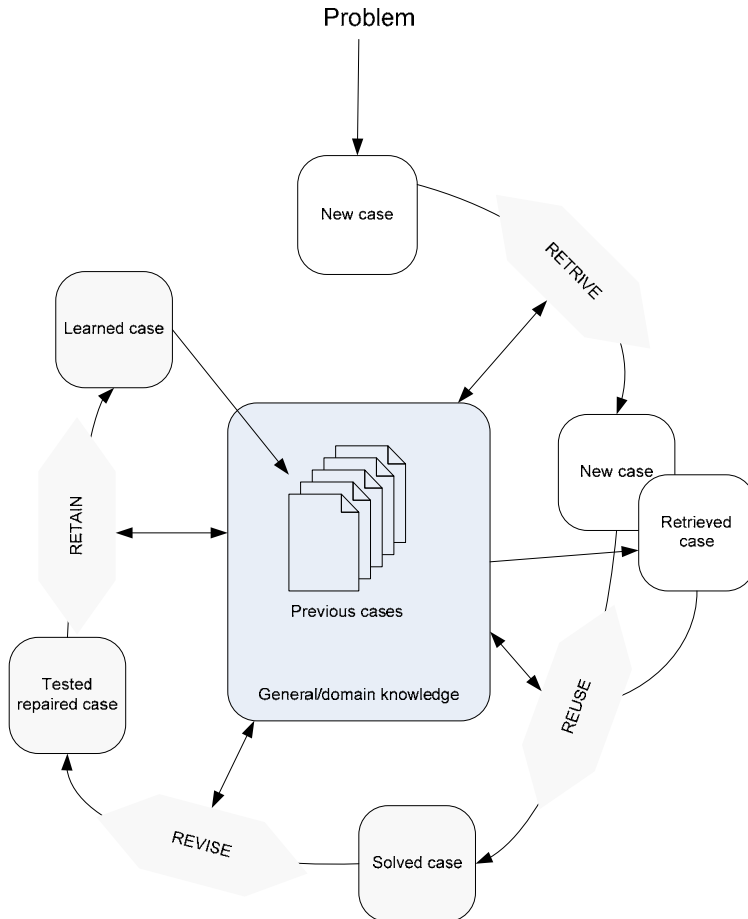 Problem
New case
RETRIVE
Learned case
New case
Retrieved
case
RETAIN
Previous cases
General/domain knowledge
Tested
repaired case
REUSE
REVISE
Solved case